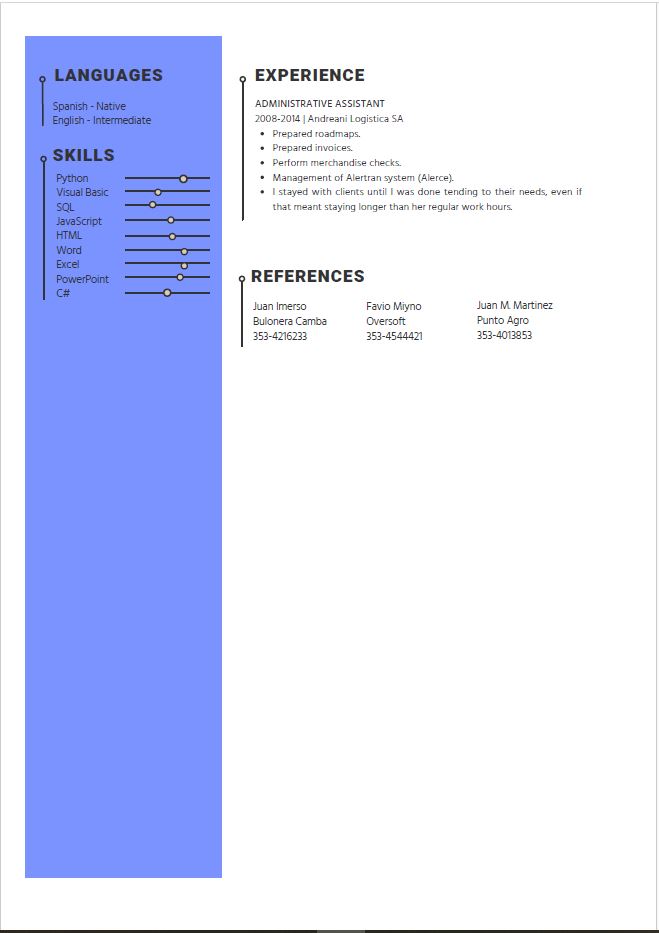 LANGUAGES
Spanish - Native
English - Intermediate
SKILLS
Python
Visual Basic
SQL
JavaScript
HTML
Word
Excel
PowerPoint
C#
EXPERIENCE
ADMINISTRATIVE ASSISTANT
2008-2014 | Andreani Logistica SA
• Prepared roadmaps.
• Prepared invoices.
• Perform merchandise checks.
• Management of Alertran system (Alerce).
• I stayed with clients until I was done tending to their needs, even if
that meant staying longer than her regular work hours.
REFERENCES
Juan Imerso
Bulonera Camba
353-4216233
Favio Miyno
Oversoft
353-4544421
Juan M. Martinez
Punto Agro
353-4013853